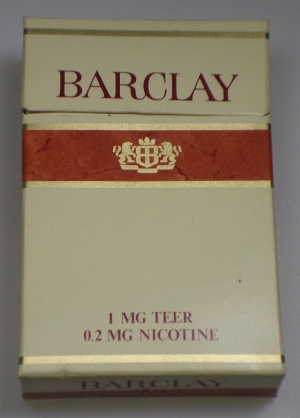 BARCLAY
1 MG TEER
0.2 MG NICOTINE
BARCLAY